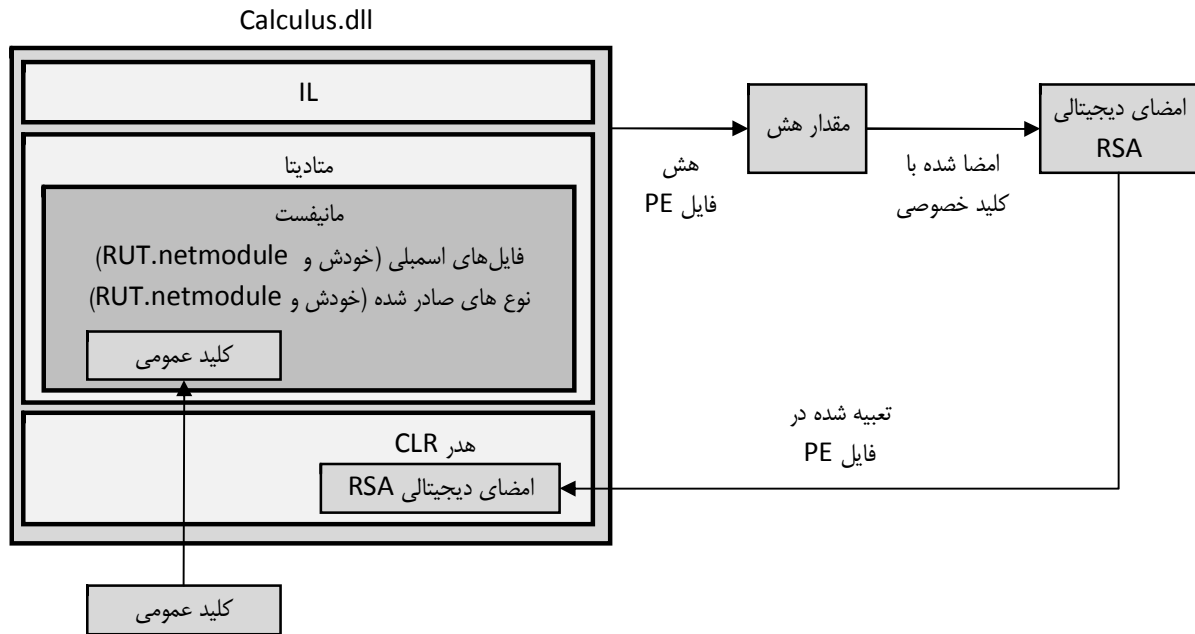 Calculus.dll
IL
متادیتا
مانیفست
فایل‌های اسمبلی (خودش و RUT.netmodule)
نوع های صادر شده (خودش و RUT.netmodule)
کلید عمومی
هدر CLR
امضای دیجیتالی RSA
کلید عمومی
هش
فایل PE
مقدار هش
امضا شده با
کلید خصوصی
امضای دیجیتالی
RSA
تعبیه شده در
فایل PE